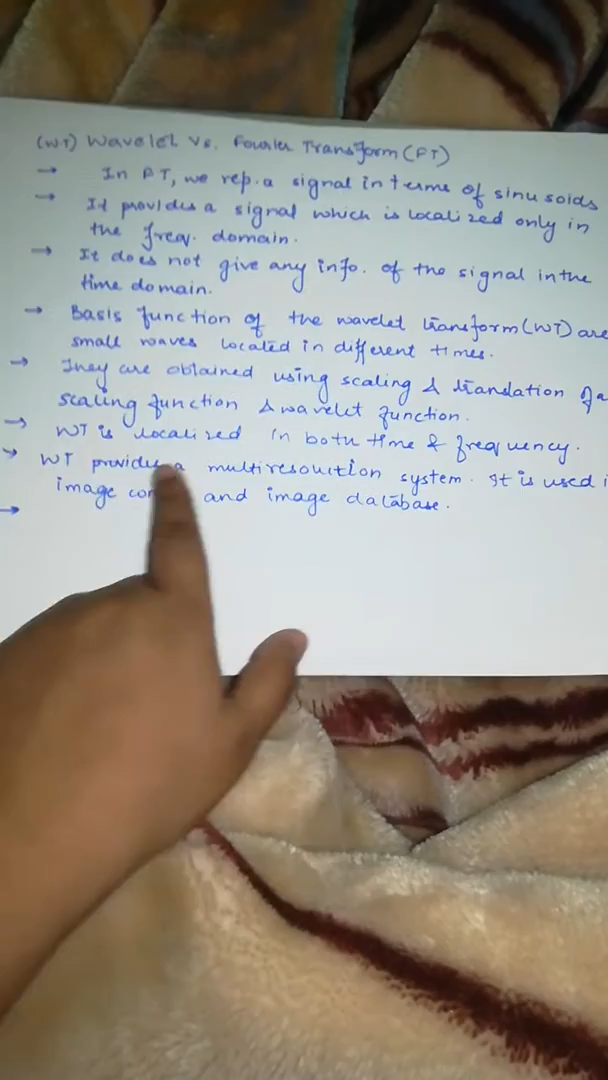 (WT) Wavelet Vs. Fourier Transform (FT)
→ In FT, we rep. a signal in terms of sinusoids
→ It provides a signal which is localized only in
the freq. domain.
→ It does not give any info. of the signal in the
time domain.
→ Basis function of the wavelet transform (WT) are
small waves located in different times.
→ They are obtained using scaling & translation of a
scaling function & wavelet function.
→ WT is localized in both time & frequency.
→ WT provides a multiresouition system. It is used i
image co and image database.
→